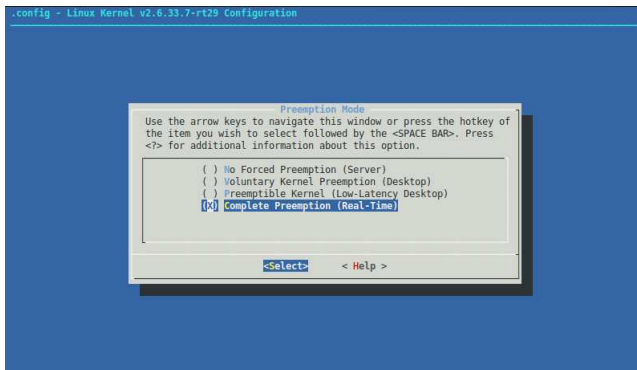 .config - Linux Kernel v2.6.33.7-rt29 Configuration
Preemption Mode
Use the arrow keys to navigate this window or press the hotkey of
the item you wish to select followed by the <SPACE BAR>. Press
<?> for additional information about this option.
( ) No Forced Preemption (Server)
( ) Voluntary Kernel Preemption (Desktop)
( ) Preemptible Kernel (Low-Latency Desktop)
(X) Complete Preemption (Real-Time)
<Select> < Help >